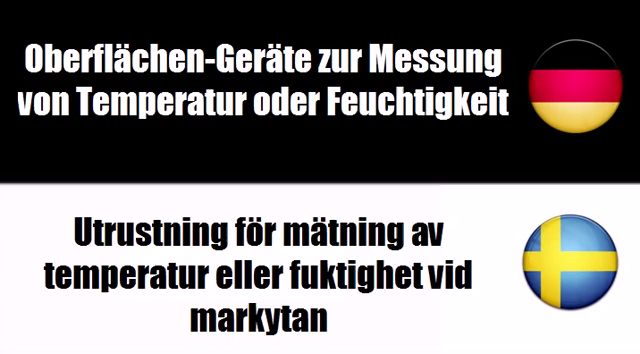 Oberflächen-Geräte zur Messung
von Temperatur oder Feuchtigkeit
Utrustning för mätning av
temperatur eller fuktighet vid
markytan